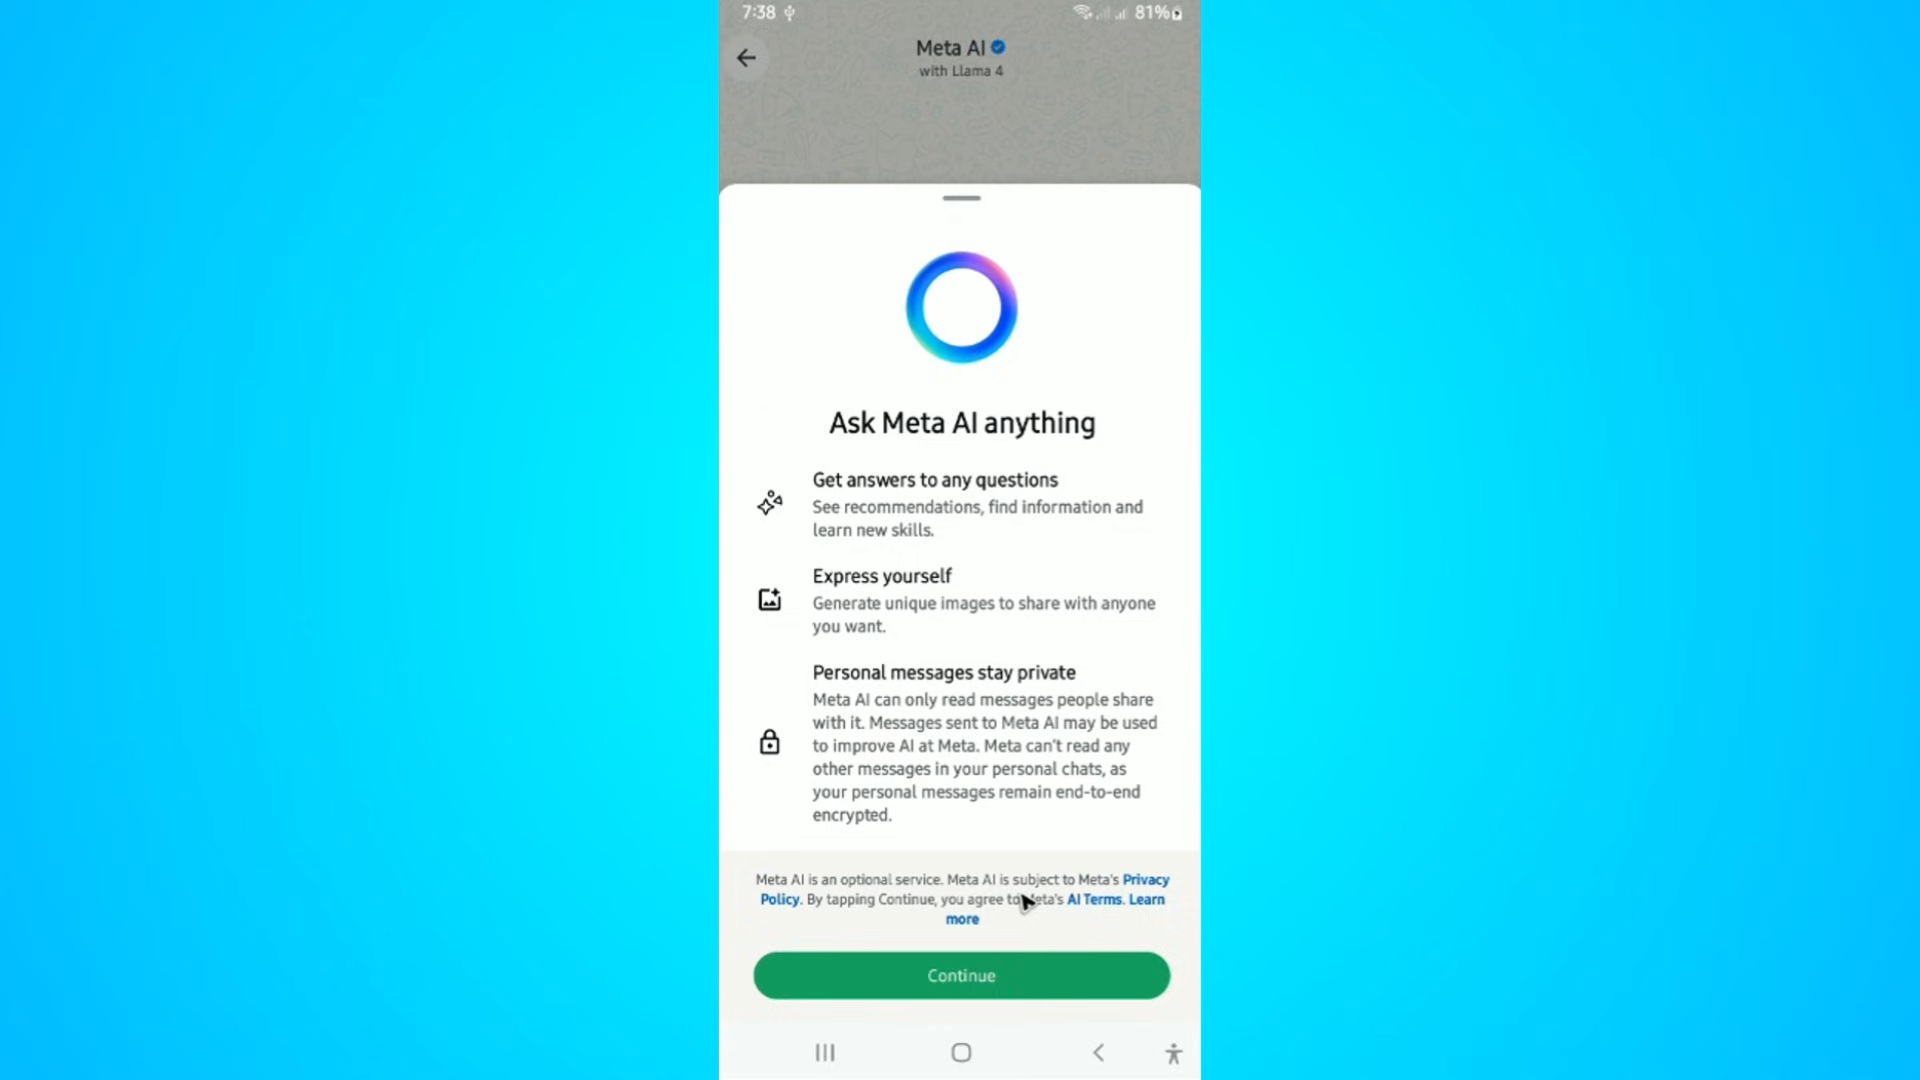 7:38
81%
Meta AI
with Llama 4
Ask Meta AI anything
Get answers to any questions
See recommendations, find information and
learn new skills.
Express yourself
Generate unique images to share with anyone
you want.
Personal messages stay private
Meta AI can only read messages people share
with it. Messages sent to Meta AI may be used
to improve AI at Meta. Meta can't read any
other messages in your personal chats, as
your personal messages remain end-to-end
encrypted.
Meta AI is an optional service. Meta AI is subject to Meta's Privacy
Policy. By tapping Continue, you agree to Meta's AI Terms. Learn
more
Continue